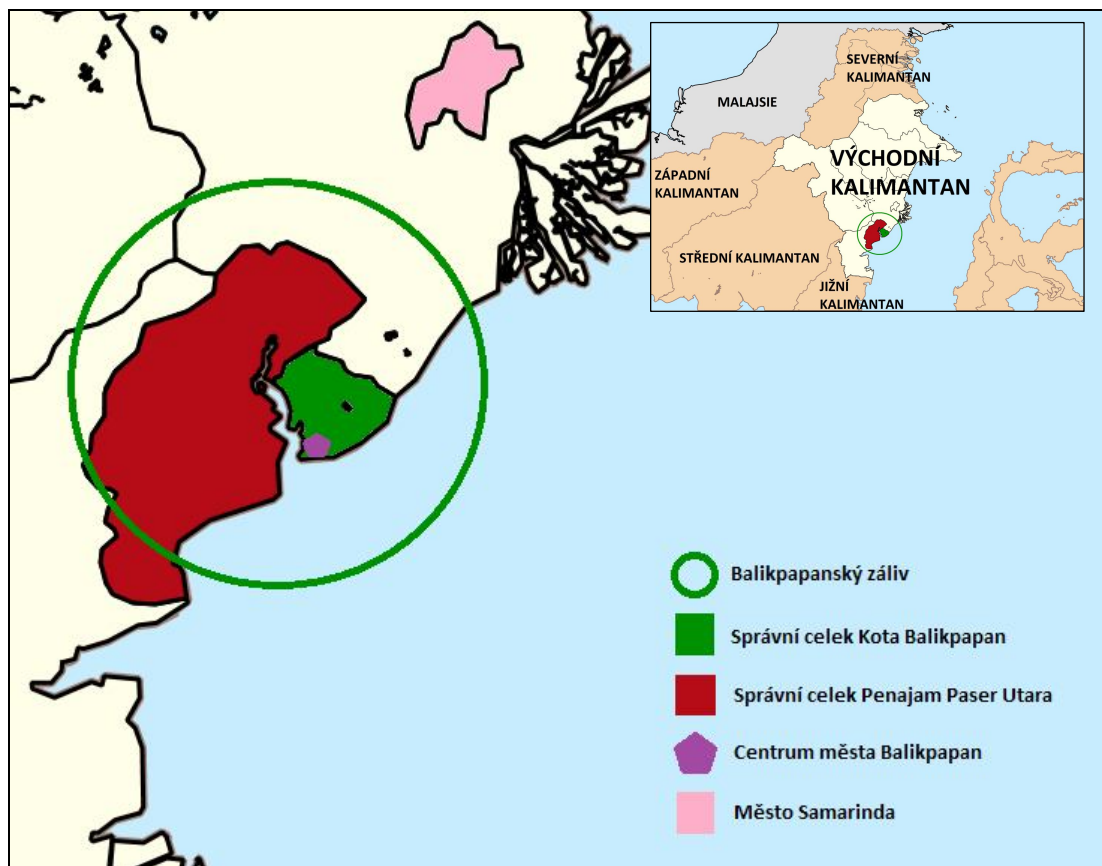 SEVERNÍ
KALIMANTAN
MALAJSIE
VÝCHODNÍ
KALIMANTAN
ZÁPADNÍ
KALIMANTAN
STŘEDNÍ KALIMANTAN
JIŽNÍ
KALIMANTAN
Balikpapanský záliv
Správní celek Kota Balikpapan
Správní celek Penajam Paser Utara
Centrum města Balikpapan
Město Samarinda